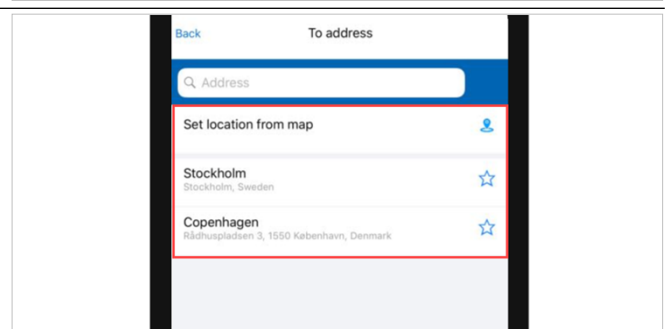 Back
To address
Address
Set location from map
Stockholm
Stockholm, Sweden
Copenhagen
Rådhuspladsen 3, 1550 København, Denmark